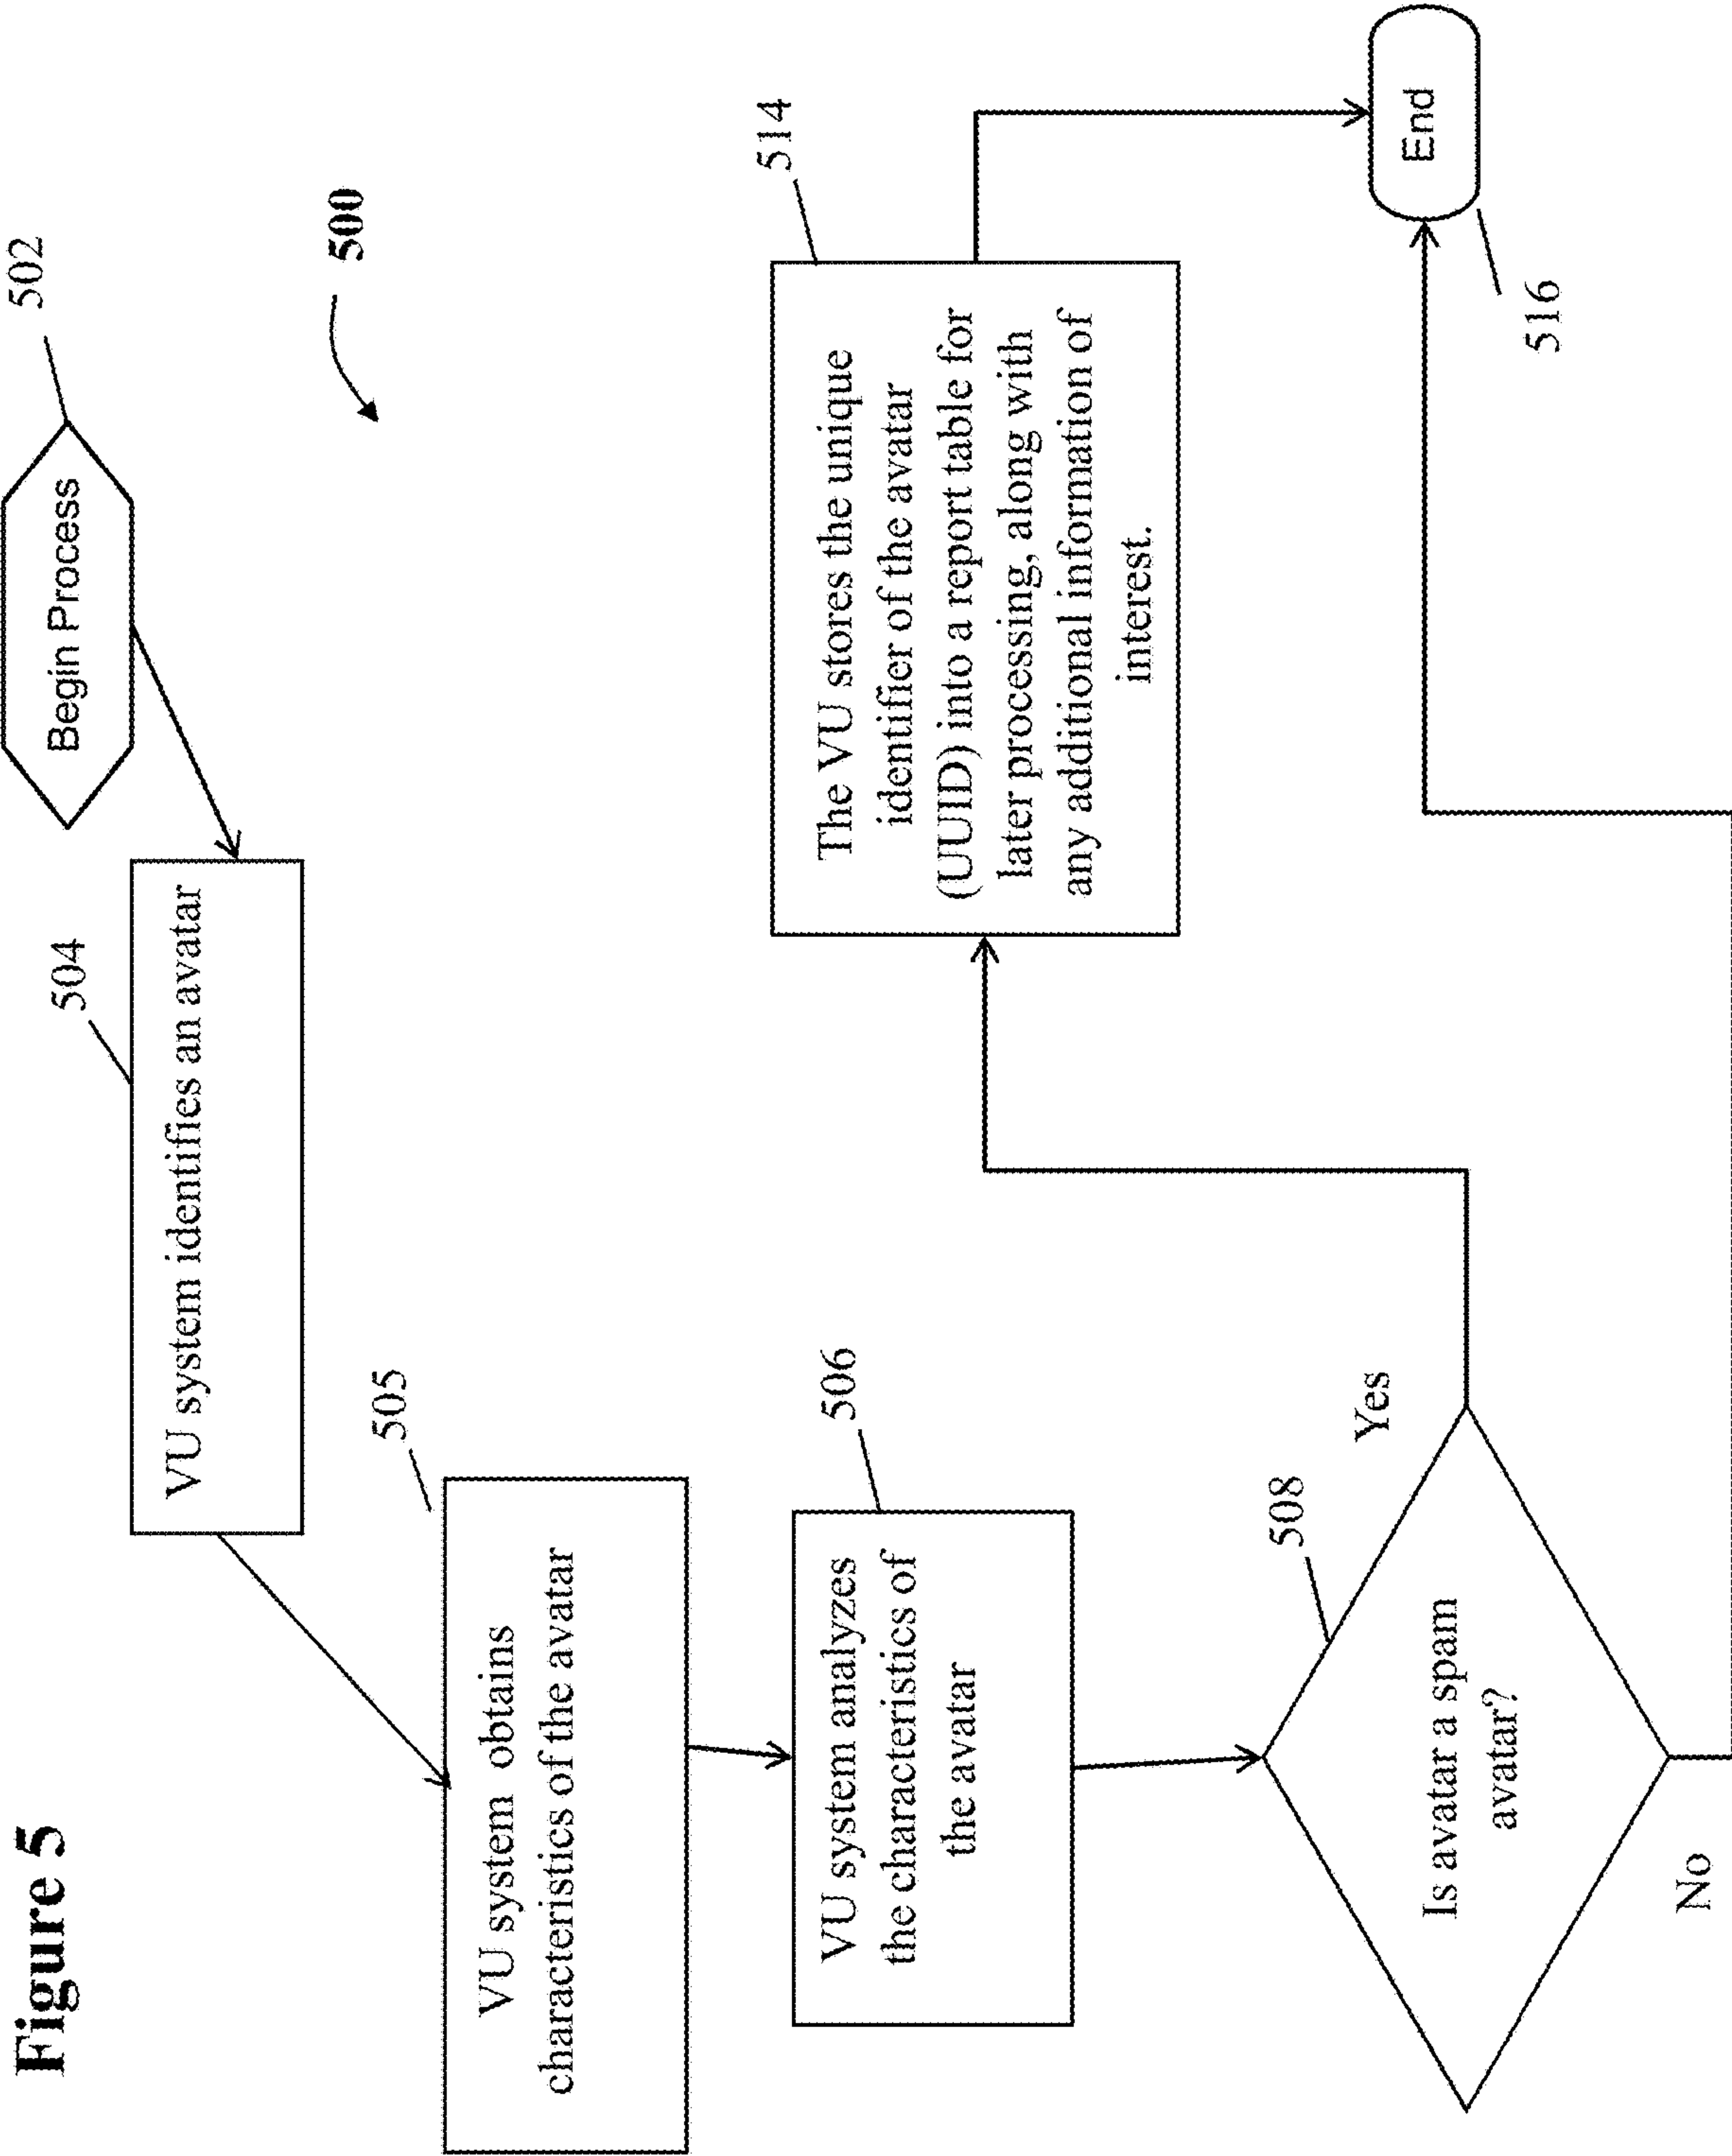 Figure 5
502
Begin Process
500
504
VU system identifies an avatar
505
VU system obtains
characteristics of the avatar
506
VU system analyzes
the characteristics of
the avatar
508
Is avatar a spam
avatar?
Yes
No
514
The VU stores the unique
identifier of the avatar
(UUID) into a report table for
later processing, along with
any additional information of
interest.
End
516